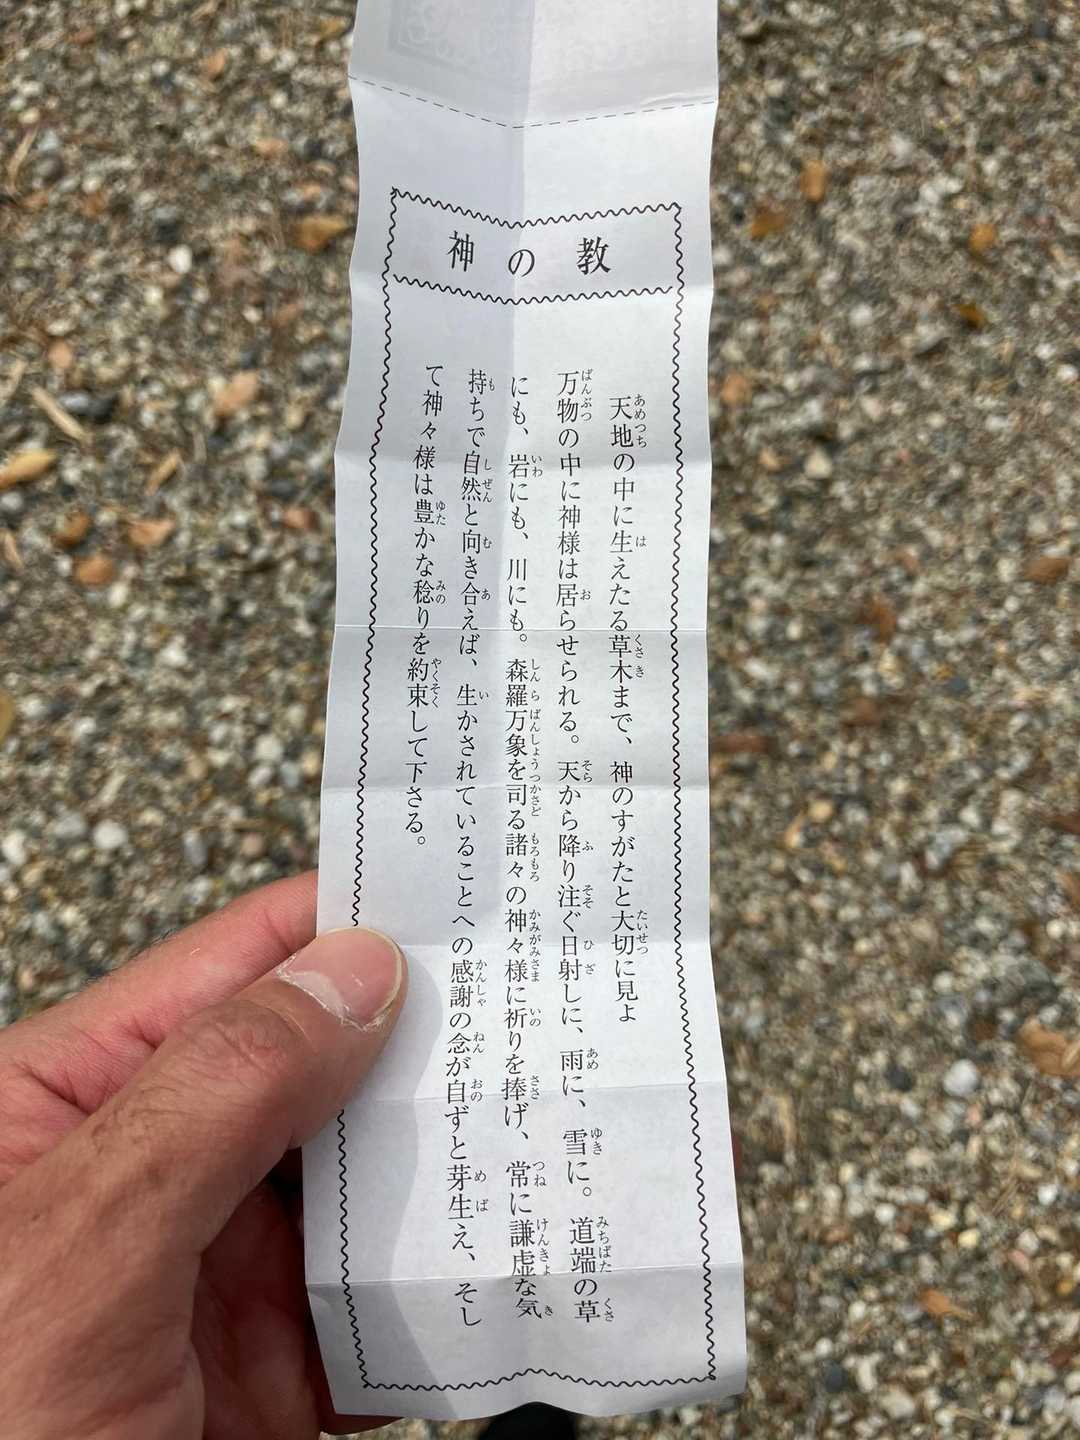 神の教
天地の中に生えたる草木まで、神のすがたと大切に見よ
万物の中に神様は居らせられる。天から降り注ぐ日射しに、雨に、雪に。道端の草
にも、岩にも、川にも。森羅万象を司る諸々の神々様に祈りを捧げ、常に謙虚な気
持ちで自然と向き合えば、生かされていることへの感謝の念が自ずと芽生え、そし
て神々様は豊かな稔りを約束して下さる。